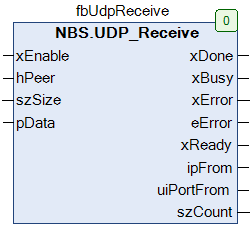 fbUdpReceive
0
NBS.UDP_Receive
xEnable xDone
hPeer xBusy
szSize xError
pData eError
xReady
ipFrom
uiPortFrom
szCount